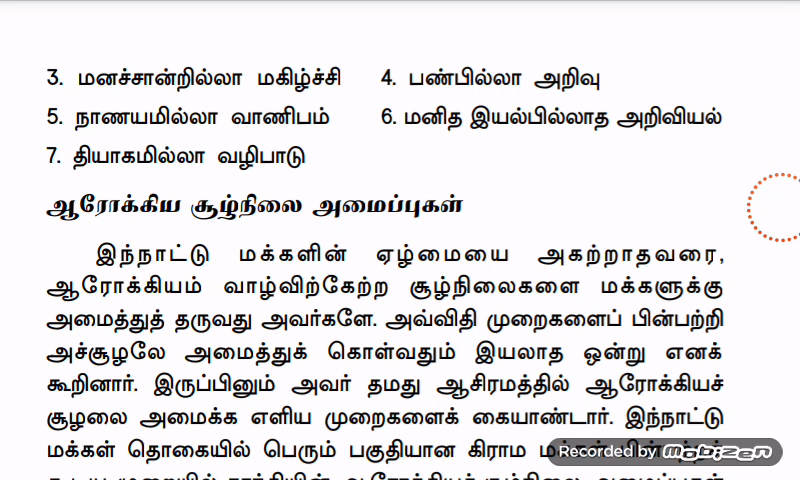 3. மனச்சான்றில்லா மகிழ்ச்சி 4. பண்பில்லா அறிவு
5. நாணயமில்லா வாணிபம் 6. மனித இயல்பில்லாத அறிவியல்
7. தியாகமில்லா வழிபாடு
ஆரோக்கிய சூழ்நிலை அமைப்புகள்
இந்நாட்டு மக்களின் ஏழ்மையை அகற்றாதவரை,
ஆரோக்கியம் வாழ்விற்கேற்ற சூழ்நிலைகளை மக்களுக்கு
அமைத்துத் தருவது அவர்களே. அவ்விதி முறைகளைப் பின்பற்றி
அச்சூழலே அமைத்துக் கொள்வதும் இயலாத ஒன்று எனக்
கூறினார். இருப்பினும் அவர் தமது ஆசிரமத்தில் ஆரோக்கியச்
சூழலை அமைக்க எளிய முறைகளைக் கையாண்டார். இந்நாட்டு
மக்கள் தொகையில் பெரும் பகுதியான கிராம
Recorded by mobizen